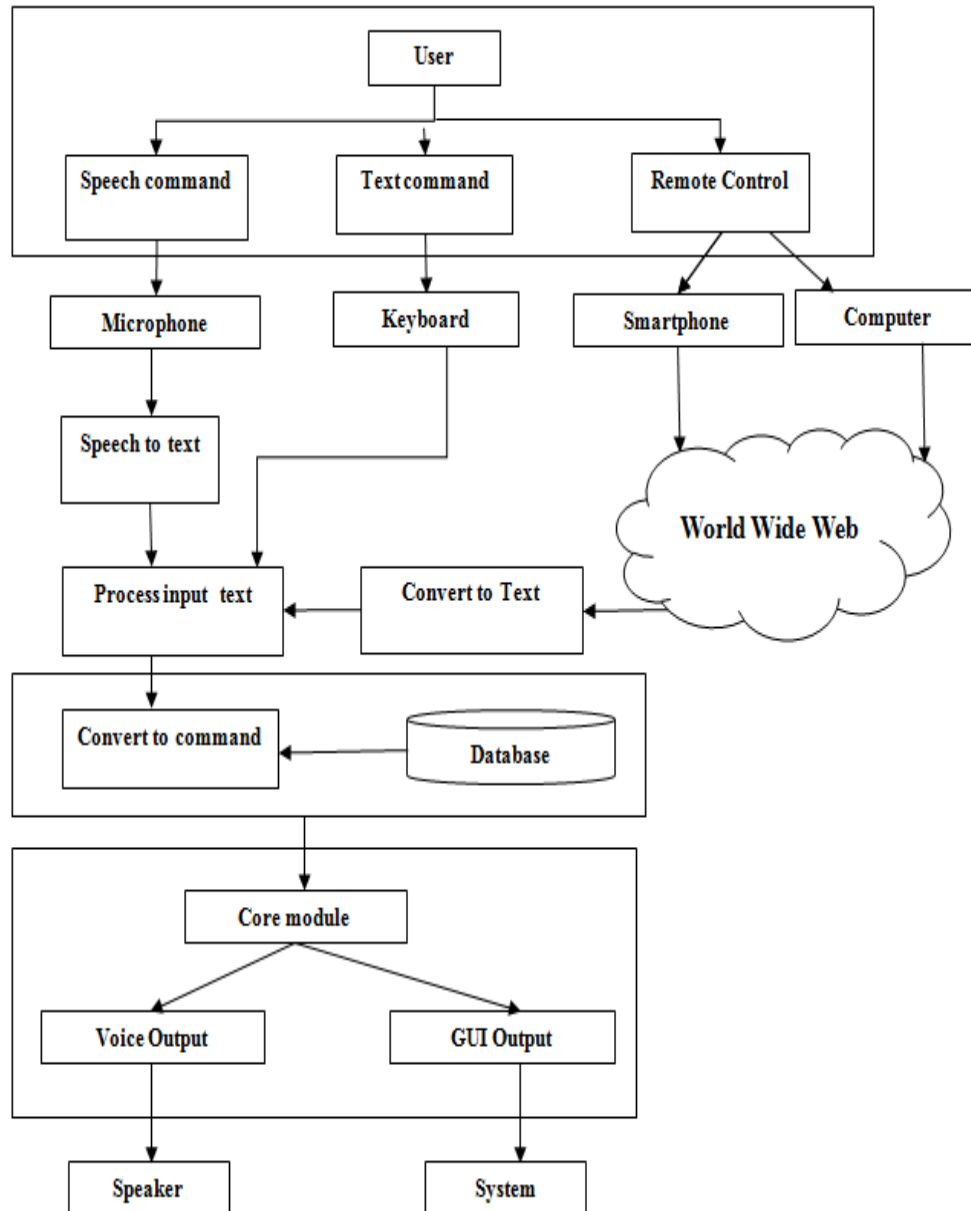 User
Speech command
Text command
Remote Control
Microphone
Keyboard
Smartphone
Computer
Speech to text
World Wide Web
Process input text
Convert to Text
Convert to command
Database
Core module
Voice Output
GUI Output
Speaker
System